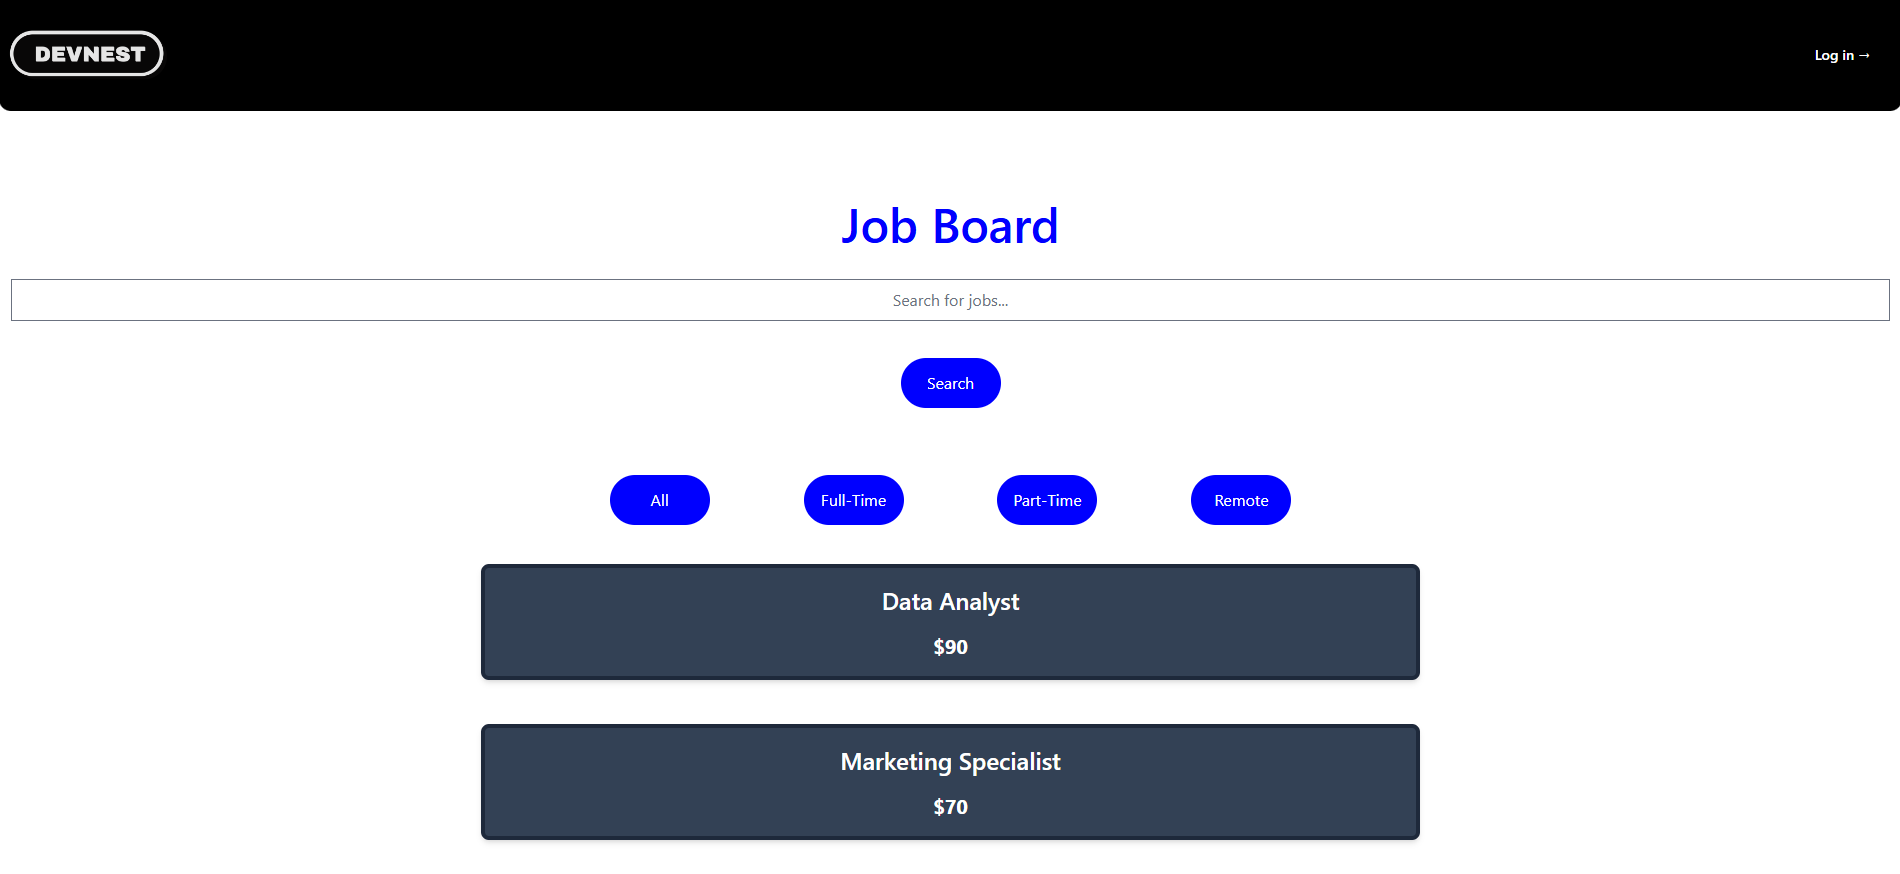 DEVNEST
Log in →
Job Board
Search for jobs...
Search
All
Full-Time
Part-Time
Remote
Data Analyst
$90
Marketing Specialist
$70